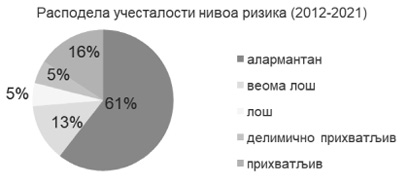 Расподела учесталости нивоа ризика (2012-2021)
16%
5%
5%
61%
13%
алармантан
веома лош
лош
делимично прихватљив
прихватљив